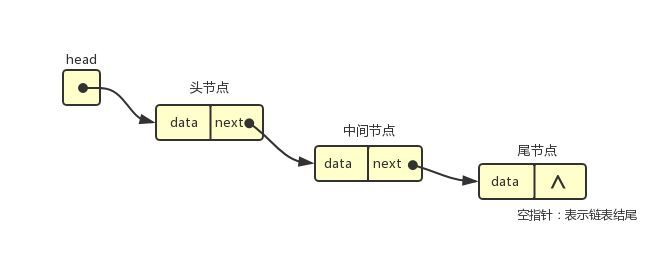 head
头节点
data next
中间节点
data next
尾节点
data ∧
空指针：表示链表结尾